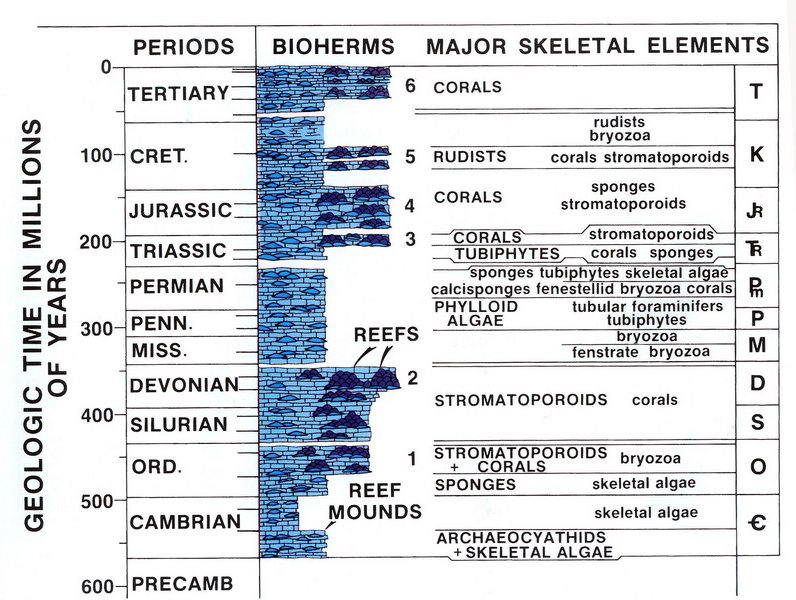 PERIODS BIOHERMS MAJOR SKELETAL ELEMENTS
GEOLOGIC TIME IN MILLIONS
OF YEARS
0
100
200
300
400
500
600
TERTIARY
CRET.
JURASSIC
TRIASSIC
PERMIAN
PENN.
MISS.
DEVONIAN
SILURIAN
ORD.
CAMBRIAN
PRECAMB
REEFS
REEF
MOUNDS
6
5
4
3
2
1
CORALS
rudists
bryozoa
RUDISTS corals stromatoporoids
CORALS
sponges
stromatoporoids
CORALS stromatoporoids
TUBIPHYTES corals sponges
sponges tubiphytes skeletal algae
calcisponges fenestellid bryozoa corals
PHYLLOID
ALGAE
tubular foraminifers
tubiphytes
bryozoa
fenstrate bryozoa
STROMATOPOROIDS corals
STROMATOPOROIDS
+ CORALS
bryozoa
SPONGES skeletal algae
skeletal algae
ARCHAEOCYATHIDS
+ SKELETAL ALGAE
T
K
JR
TR
Pm
P
M
D
S
O
Є